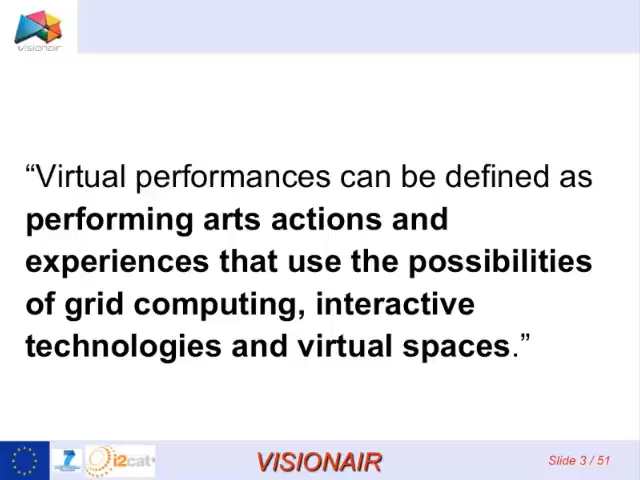 visionair
“Virtual performances can be defined as
performing arts actions and
experiences that use the possibilities
of grid computing, interactive
technologies and virtual spaces.”
i2cat
VISIONAIR
Slide 3 / 51